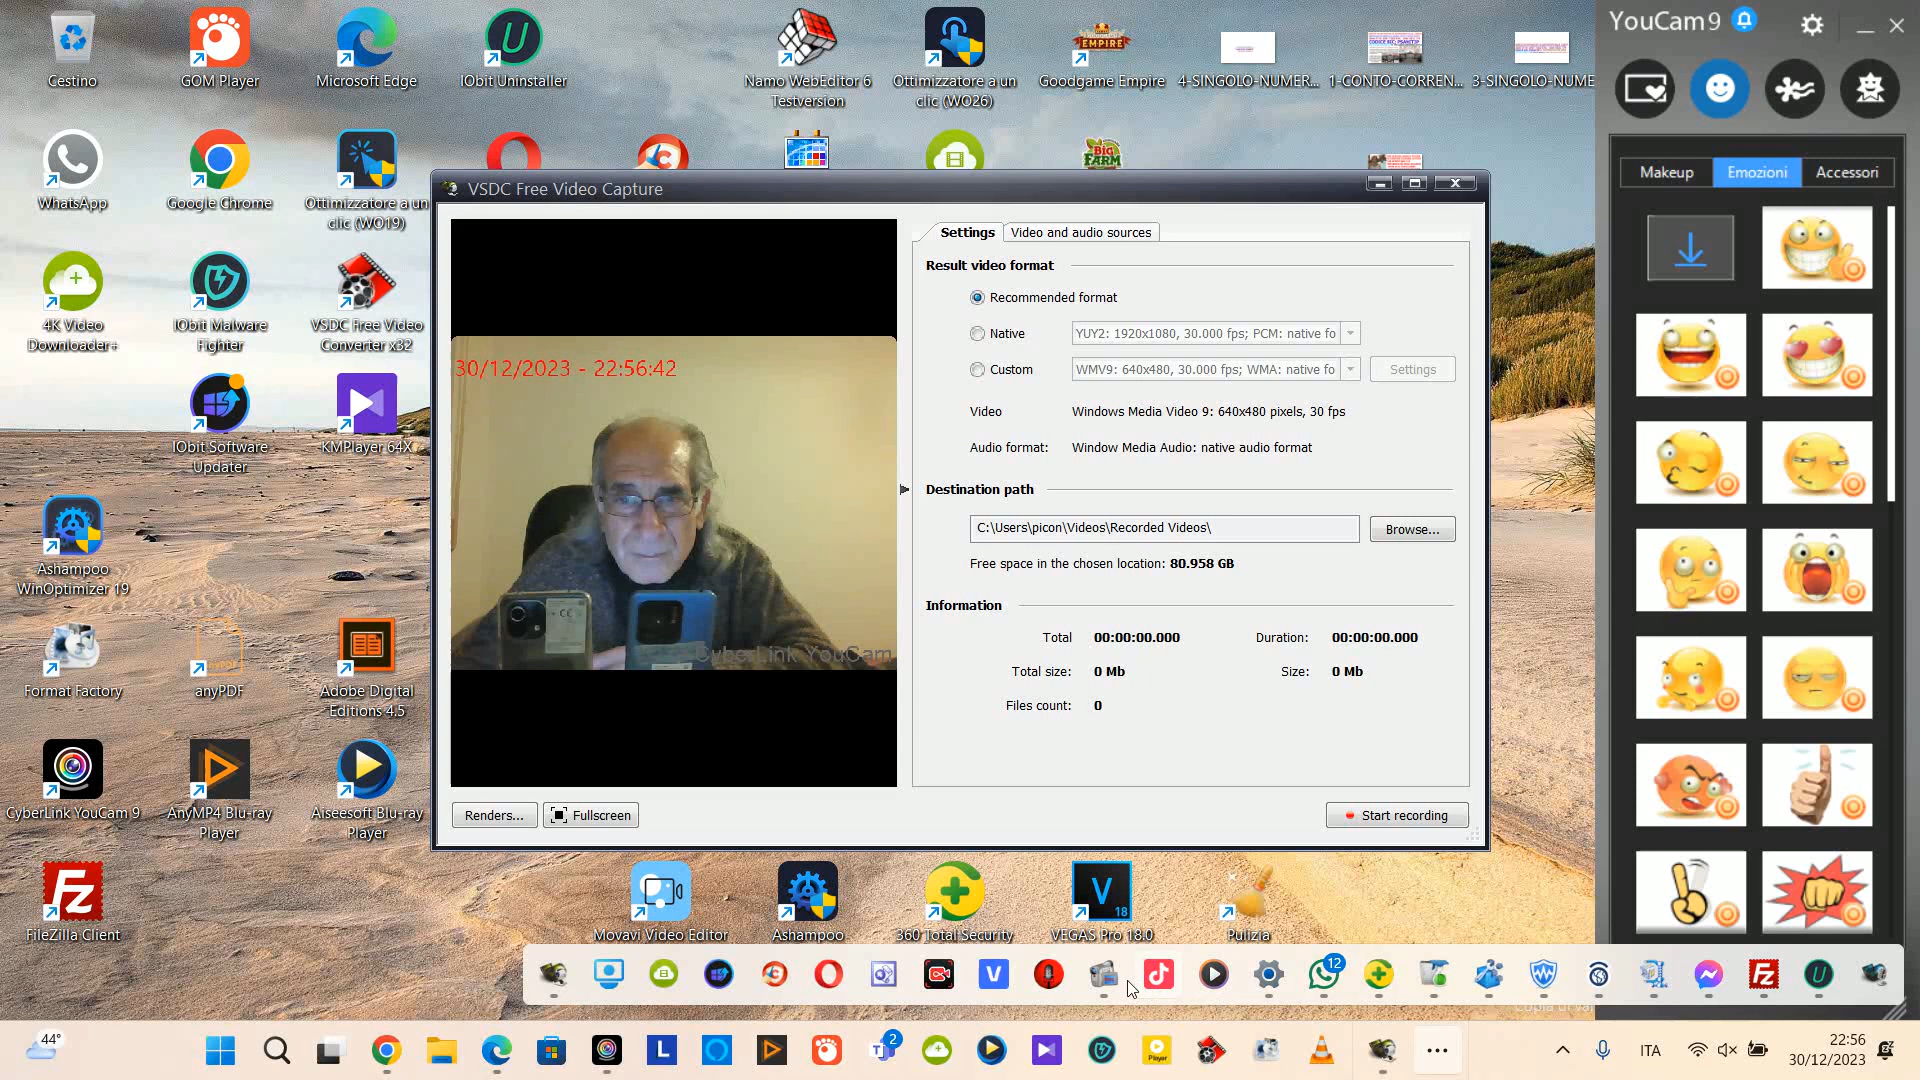 Cestino
GOM Player
Microsoft Edge
IObit Uninstaller
Namo WebEditor 6
Testversion
Ottimizzatore a un
clic (WO26)
Goodgame Empire
4-SINGOLO-NUMER...
1-CONTO-CORREN...
3-SINGOLO-NUME
YouCam 9
Makeup
Emozioni
Accessori
WhatsApp
Google Chrome
Ottimizzatore a un
clic (WO19)
VSDC Free Video Capture
30/12/2023 - 22:56:42
CyberLink YouCam
Settings
Video and audio sources
Result video format
Recommended format
Native
YUY2: 1920x1080, 30.000 fps; PCM: native fo
Custom
WMV9: 640x480, 30.000 fps; WMA: native fo
Settings
Video
Windows Media Video 9: 640x480 pixels, 30 fps
Audio format:
Window Media Audio: native audio format
Destination path
C:\Users\picon\Videos\Recorded Videos\
Browse...
Free space in the chosen location: 80.958 GB
Information
Total
00:00:00.000
Duration:
00:00:00.000
Total size:
0 Mb
Size:
0 Mb
Files count:
0
Renders...
Fullscreen
Start recording
4K Video
Downloader+
IObit Malware
Fighter
VSDC Free Video
Converter x32
IObit Software
Updater
KMPlayer 64X
Ashampoo
WinOptimizer 19
Format Factory
anyPDF
Adobe Digital
Editions 4.5
CyberLink YouCam 9
AnyMP4 Blu-ray
Player
Aiseesoft Blu-ray
Player
FileZilla Client
Movavi Video Editor
Ashampoo
360 Total Security
VEGAS Pro 18.0
Pulizia
12
44°
2
ITA
22:56
30/12/2023